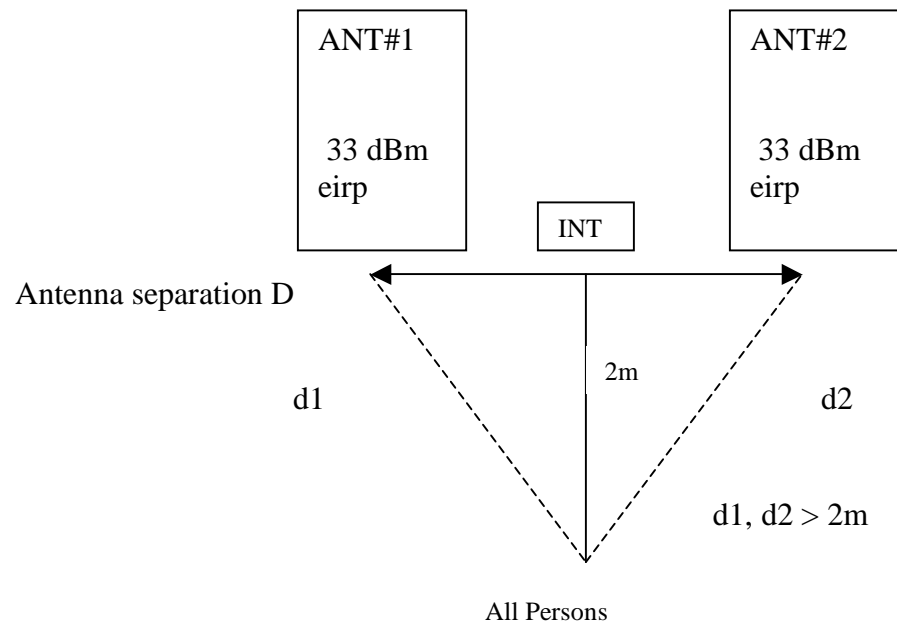 ANT#1
33 dBm
eirp
ANT#2
33 dBm
eirp
INT
Antenna separation D
2m
d1
d2
d1, d2 > 2m
All Persons